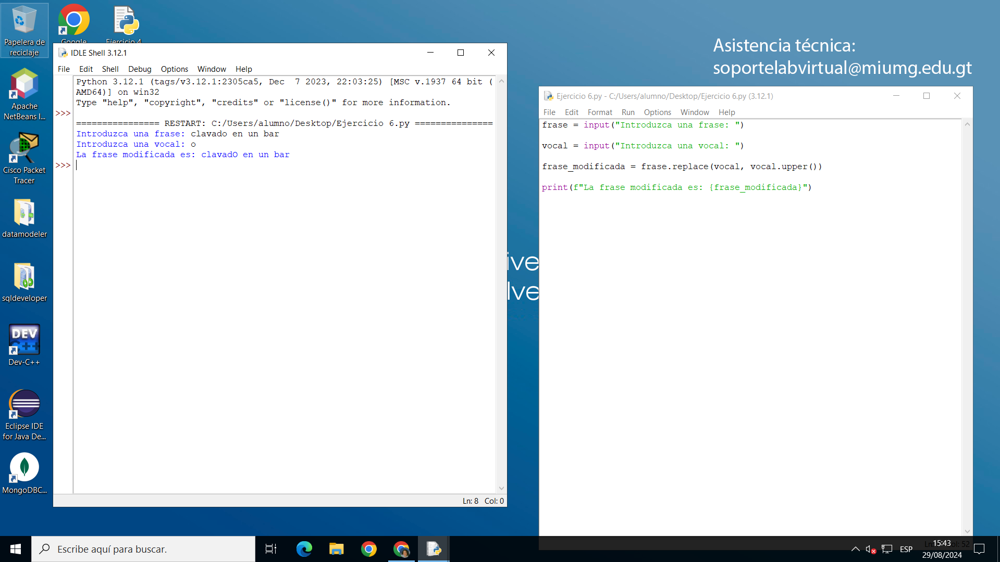 Papelera de
reciclaje
Google
Ejercicio 4
Apache
NetBeans I...
Cisco Packet
Tracer
datamodeler
sqldeveloper
DEV
C++
Dev-C++
Eclipse IDE
for Java De...
MongoDBC...
Asistencia técnica:
soportelabvirtual@miumg.edu.gt
ive
lve
IDLE Shell 3.12.1
File Edit Shell Debug Options Window Help
Python 3.12.1 (tags/v3.12.1:2305ca5, Dec  7 2023, 22:03:25) [MSC v.1937 64 bit (
AMD64)] on win32
Type "help", "copyright", "credits" or "license()" for more information.
>>>
================ RESTART: C:/Users/alumno/Desktop/Ejercicio 6.py ===============
Introduzca una frase: clavado en un bar
Introduzca una vocal: o
La frase modificada es: clavadO en un bar
>>>
Ln: 8 Col: 0
Ejercicio 6.py - C:/Users/alumno/Desktop/Ejercicio 6.py (3.12.1)
File Edit Format Run Options Window Help
frase = input("Introduzca una frase: ")
vocal = input("Introduzca una vocal: ")
frase_modificada = frase.replace(vocal, vocal.upper())
print(f"La frase modificada es: {frase_modificada}")
Escribe aquí para buscar.
ESP
15:43
29/08/2024